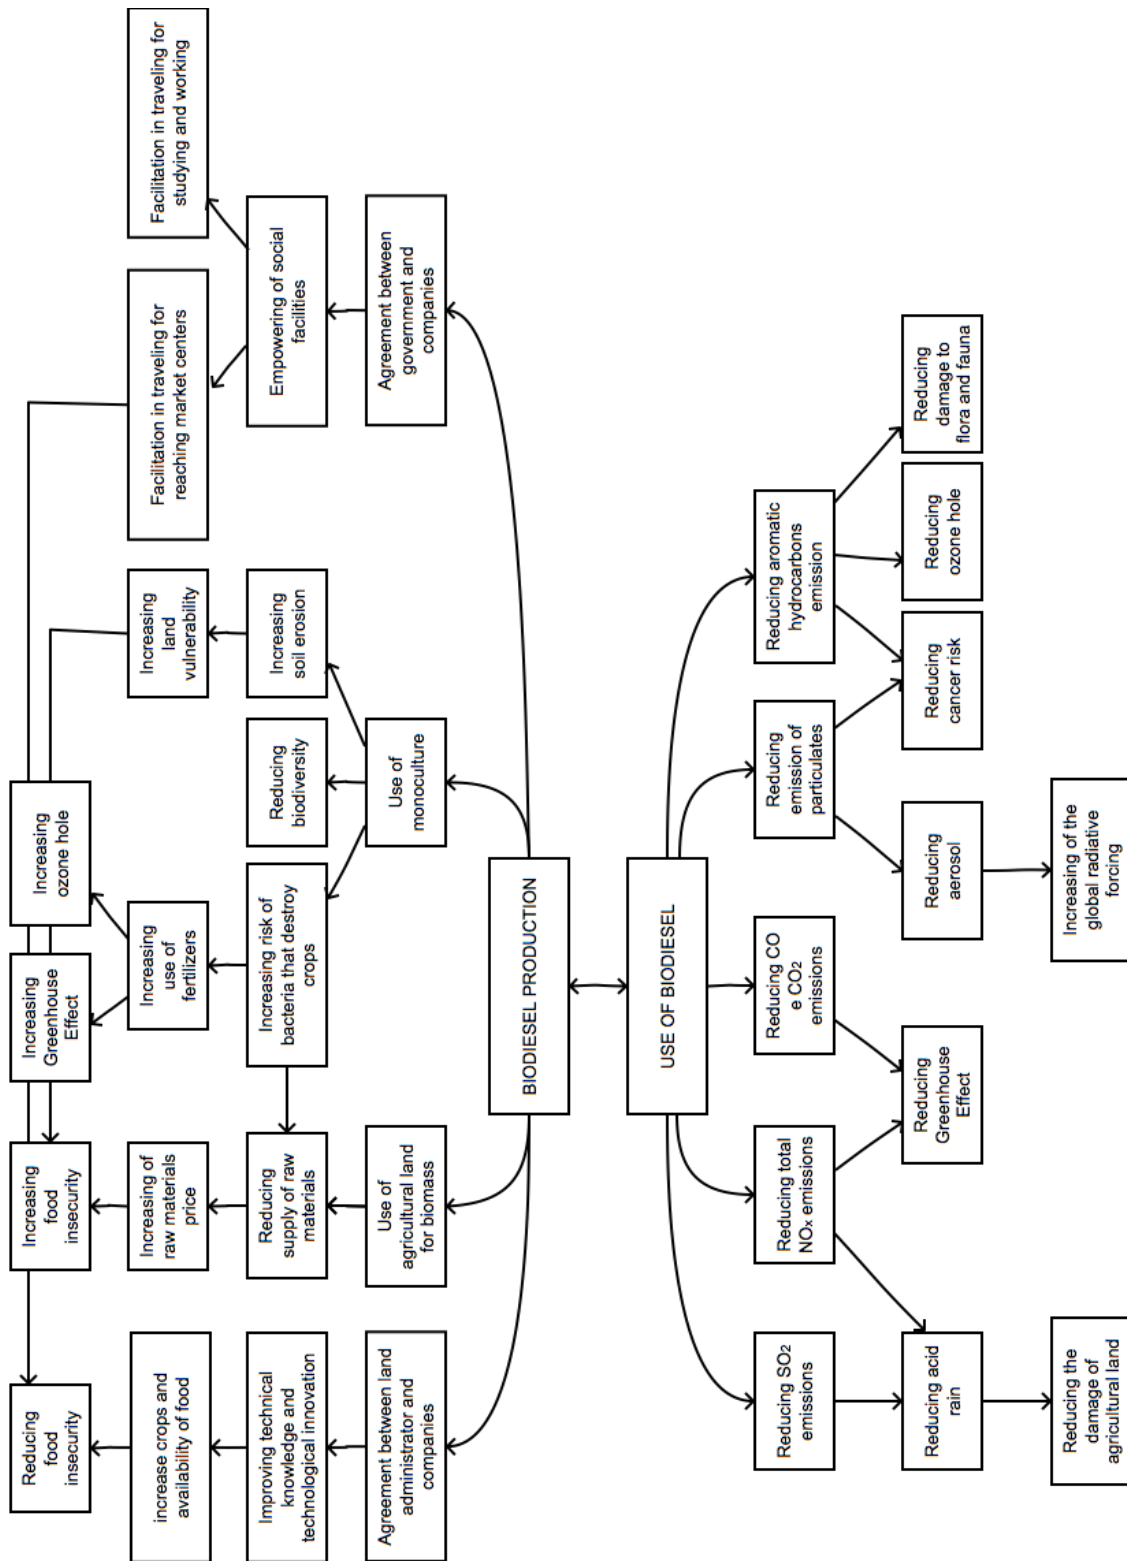 Reducing
food
insecurity
Increasing
food
insecurity
Increasing
Greenhouse
Effect
Increasing
ozone hole
increase crops and
availability of food
Increasing of
raw materials
price
Increasing
use of
fertilizers
Increasing
land
vulnerability
Facilitation in traveling for
reaching market centers
Facilitation in traveling for
studying and working
Improving technical
knowledge and
technological innovation
Reducing
supply of raw
materials
Increasing risk of
bacteria that destroy
crops
Reducing
biodiversity
Increasing
soil erosion
Empowering of social
facilities
Agreement between land
administrator and
companies
Use of
agricultural land
for biomass
Use of
monoculture
Agreement between
government and
companies
BIODIESEL PRODUCTION
USE OF BIODIESEL
Reducing SO2
emissions
Reducing total
NOx emissions
Reducing CO
e CO2
emissions
Reducing
emission of
particulates
Reducing aromatic
hydrocarbons
emission
Reducing acid
rain
Reducing
Greenhouse
Effect
Reducing
aerosol
Reducing
cancer risk
Reducing
ozone hole
Reducing
damage to
flora and fauna
Reducing the
damage of
agricultural land
Increasing of the
global radiative
forcing